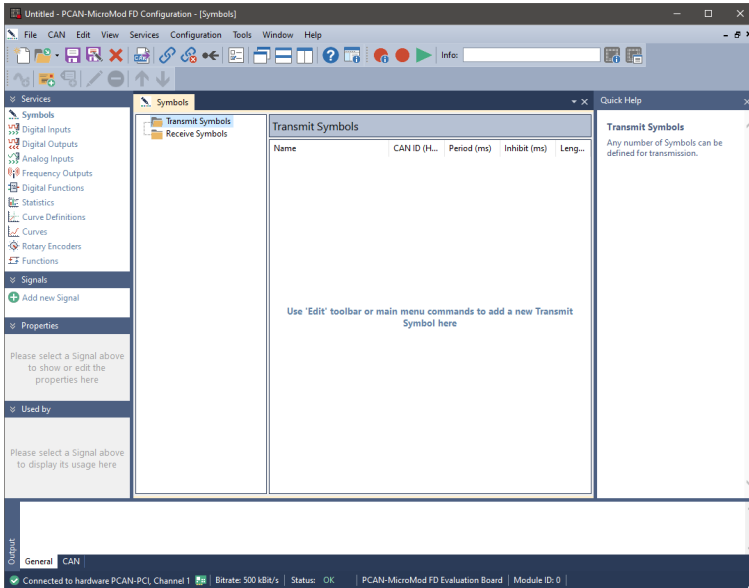 Untitled - PCAN-MicroMod FD Configuration - [Symbols]
File CAN Edit View Services Configuration Tools Window Help
Info:
Services
Symbols
Digital Inputs
Digital Outputs
Analog Inputs
Frequency Outputs
Digital Functions
Statistics
Curve Definitions
Curves
Rotary Encoders
Functions
Signals
Add new Signal
Properties
Please select a Signal above
to show or edit the
properties here
Used by
Please select a Signal above
to display its usage here
Symbols
Transmit Symbols
Receive Symbols
Transmit Symbols
Name CAN ID (H... Period (ms) Inhibit (ms) Leng...
Use 'Edit' toolbar or main menu commands to add a new Transmit
Symbol here
Quick Help
Transmit Symbols
Any number of Symbols can be
defined for transmission.
Output
General CAN
Connected to hardware PCAN-PCI, Channel 1 Bitrate: 500 kBit/s Status: OK PCAN-MicroMod FD Evaluation Board Module ID: 0